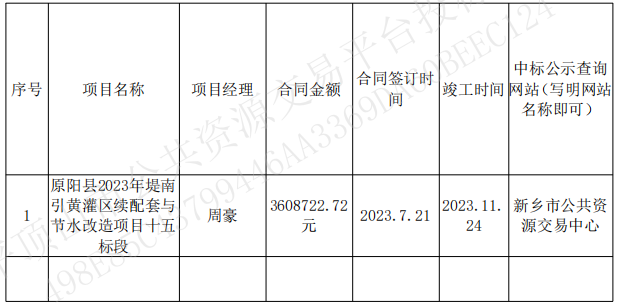 序号
项目名称
项目经理
合同金额
合同签订时
间
竣工时间
中标公示查询
网站（写明网站
名称即可）
1
原阳县2023年堤南
引黄灌区续配套与
节水改造项目十五
标段
周豪
3608722.72
元
2023.7.21
2023.11.
24
新乡市公共资
源交易中心